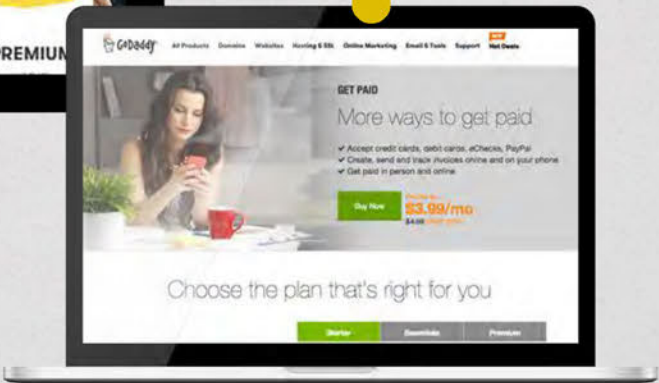 PREMIUM
GoDaddy
All Products Domains Websites Hosting & SSL Online Marketing Email & Tools Support Hot Deals
GET PAID
More ways to get paid
✓ Accept credit cards, debit cards, eChecks, PayPal
✓ Create, send and track invoices online and on your phone
✓ Get paid in person and online
Buy Now
$3.99/mo
$4.99
Choose the plan that's right for you
Starter Essentials Premium